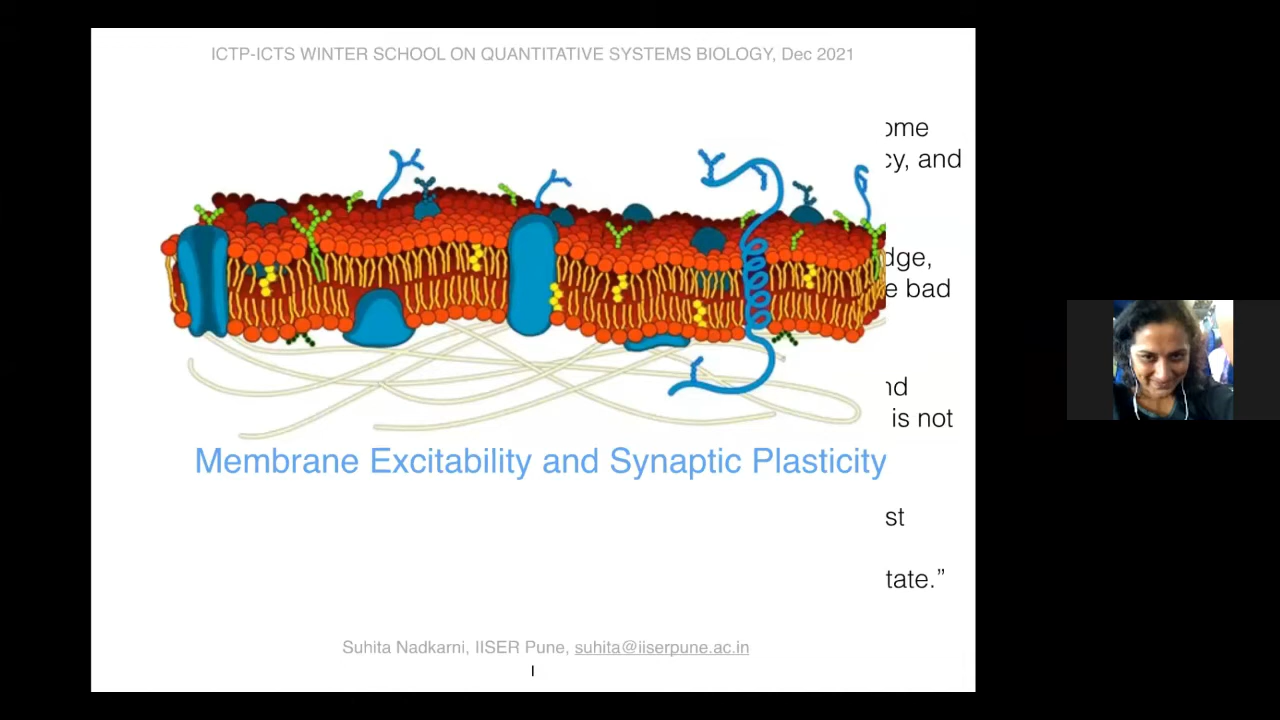 ICTP-ICTS WINTER SCHOOL ON QUANTITATIVE SYSTEMS BIOLOGY, Dec 2021
ome
cy, and
dge,
e bad
nd
is not
Membrane Excitability and Synaptic Plasticity
st
tate.”
Suhita Nadkarni, IISER Pune, suhita@iiserpune.ac.in
1